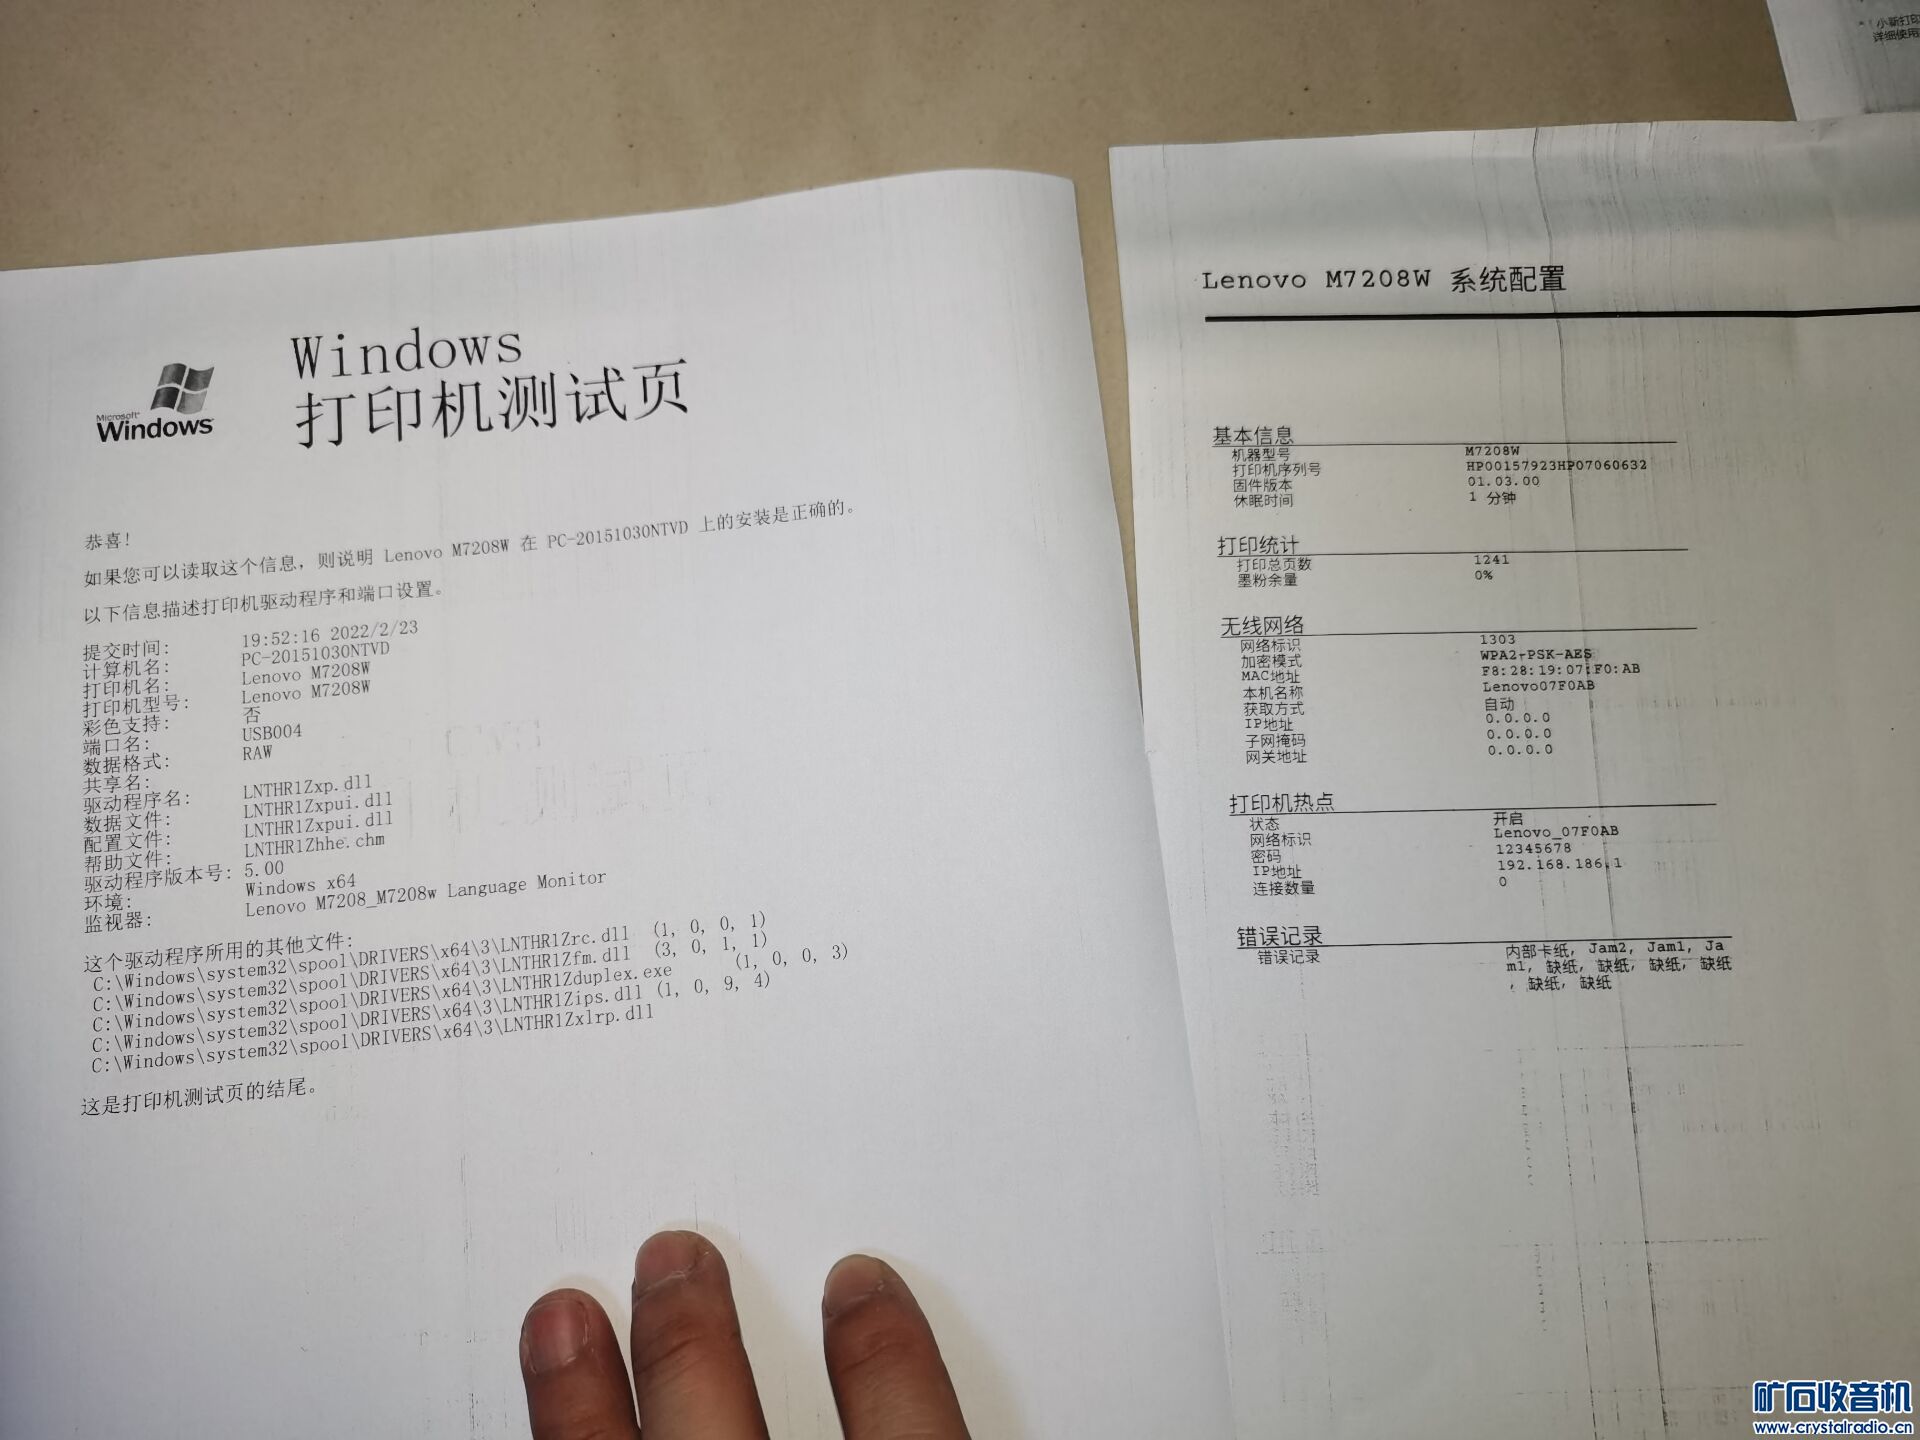 小新打印
详细使用
Microsoft
Windows
Windows
打印机测试页
恭喜!
如果您可以读取这个信息，则说明 Lenovo M7208W 在 PC-20151030NTVD 上的安装是正确的。
以下信息描述打印机驱动程序和端口设置。
提交时间: 19:52:16 2022/2/23
计算机名: PC-20151030NTVD
打印机名: Lenovo M7208W
打印机型号: Lenovo M7208W
彩色支持: 否
端口名: USB004
数据格式: RAW
共享名:
驱动程序名: LNTHR1Zxp.dll
数据文件: LNTHR1Zxpui.dll
配置文件: LNTHR1Zxpui.dll
帮助文件: LNTHR1Zhhe.chm
驱动程序版本号: 5.00
环境: Windows x64
监视器: Lenovo M7208_M7208w Language Monitor
这个驱动程序所用的其他文件:
C:\Windows\system32\spool\DRIVERS\x64\3\LNTHR1Zrc.dll (1, 0, 0, 1)
C:\Windows\system32\spool\DRIVERS\x64\3\LNTHR1Zfm.dll (3, 0, 1, 1)
C:\Windows\system32\spool\DRIVERS\x64\3\LNTHR1Zduplex.exe (1, 0, 0, 3)
C:\Windows\system32\spool\DRIVERS\x64\3\LNTHR1Zips.dll (1, 0, 9, 4)
C:\Windows\system32\spool\DRIVERS\x64\3\LNTHR1Zxlrp.dll
这是打印机测试页的结尾。
Lenovo M7208W 系统配置
基本信息
机器型号 M7208W
打印机序列号 HP00157923HP07060632
固件版本 01.03.00
休眠时间 1 分钟
打印统计
打印总页数 1241
墨粉余量 0%
无线网络
网络标识 1303
加密模式 WPA2-PSK-AES
MAC地址 F8:28:19:07:F0:AB
本机名称 Lenovo07F0AB
获取方式 自动
IP地址 0.0.0.0
子网掩码 0.0.0.0
网关地址 0.0.0.0
打印机热点
状态 开启
网络标识 Lenovo_07F0AB
密码 12345678
IP地址 192.168.186.1
连接数量 0
错误记录
错误记录 内部卡纸, Jam2, Jam1, Ja
m1, 缺纸, 缺纸, 缺纸, 缺纸
, 缺纸, 缺纸
矿石收音机
www.crystalradio.cn